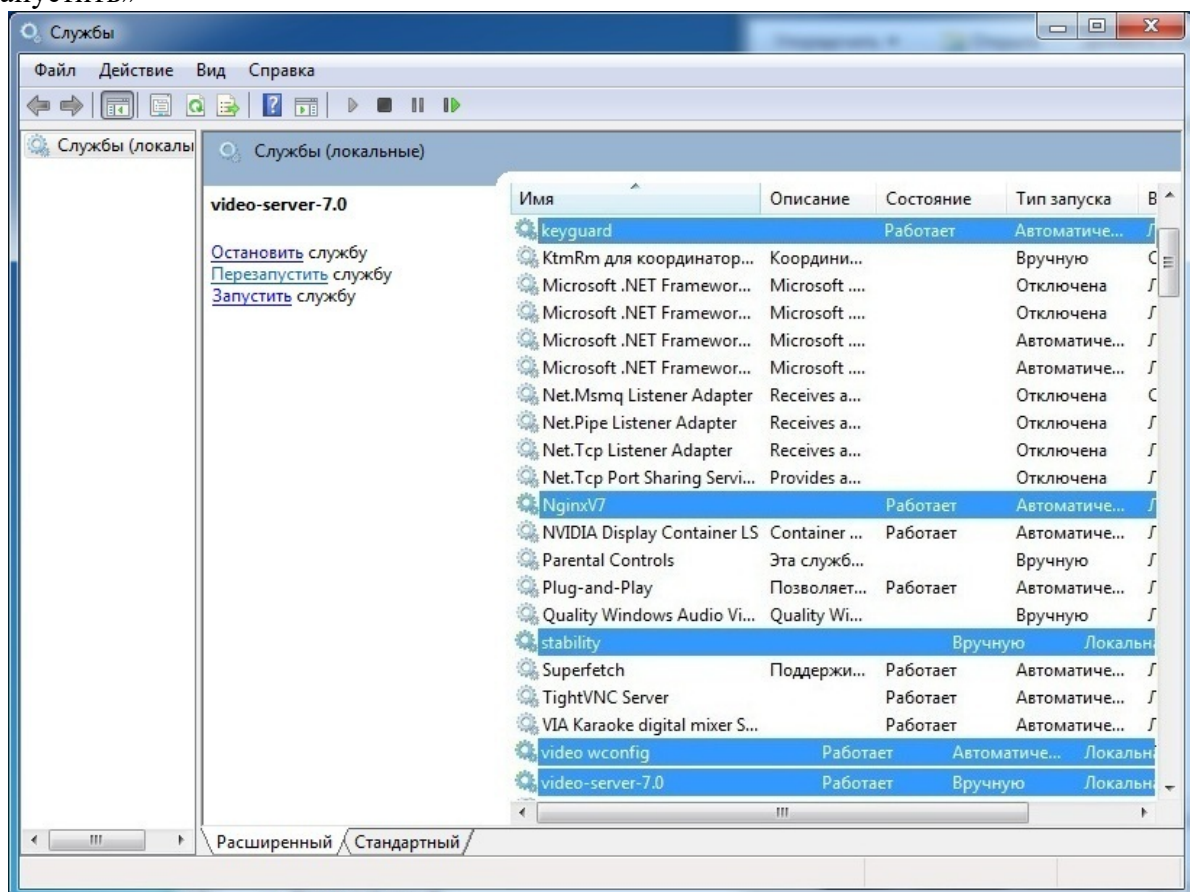 апустить»
Службы
Файл Действие Вид Справка
Службы (локалы
Службы (локальные)
video-server-7.0
Остановить службу
Перезапустить службу
Запустить службу
Имя Описание Состояние Тип запуска В
keyguard Работает Автоматиче... Л
KtmRm для координатор... Координи... Вручную С
Microsoft .NET Framewor... Microsoft .... Отключена Л
Microsoft .NET Framewor... Microsoft .... Отключена Л
Microsoft .NET Framewor... Microsoft .... Автоматиче... Л
Microsoft .NET Framewor... Microsoft .... Автоматиче... Л
Net.Msmq Listener Adapter Receives a... Отключена С
Net.Pipe Listener Adapter Receives a... Отключена Л
Net.Tcp Listener Adapter Receives a... Отключена Л
Net.Tcp Port Sharing Servi... Provides a... Отключена Л
NginxV7 Работает Автоматиче... Л
NVIDIA Display Container LS Container ... Работает Автоматиче... Л
Parental Controls Эта служб... Вручную Л
Plug-and-Play Позволяет... Работает Автоматиче... Л
Quality Windows Audio Vi... Quality Wi... Вручную Л
stability Вручную Локальна
Superfetch Поддержи... Работает Автоматиче... Л
TightVNC Server Работает Автоматиче... Л
VIA Karaoke digital mixer S... Работает Автоматиче... Л
video wconfig Работает Автоматиче... Локальна
video-server-7.0 Работает Вручную Локальна
Расширенный Стандартный